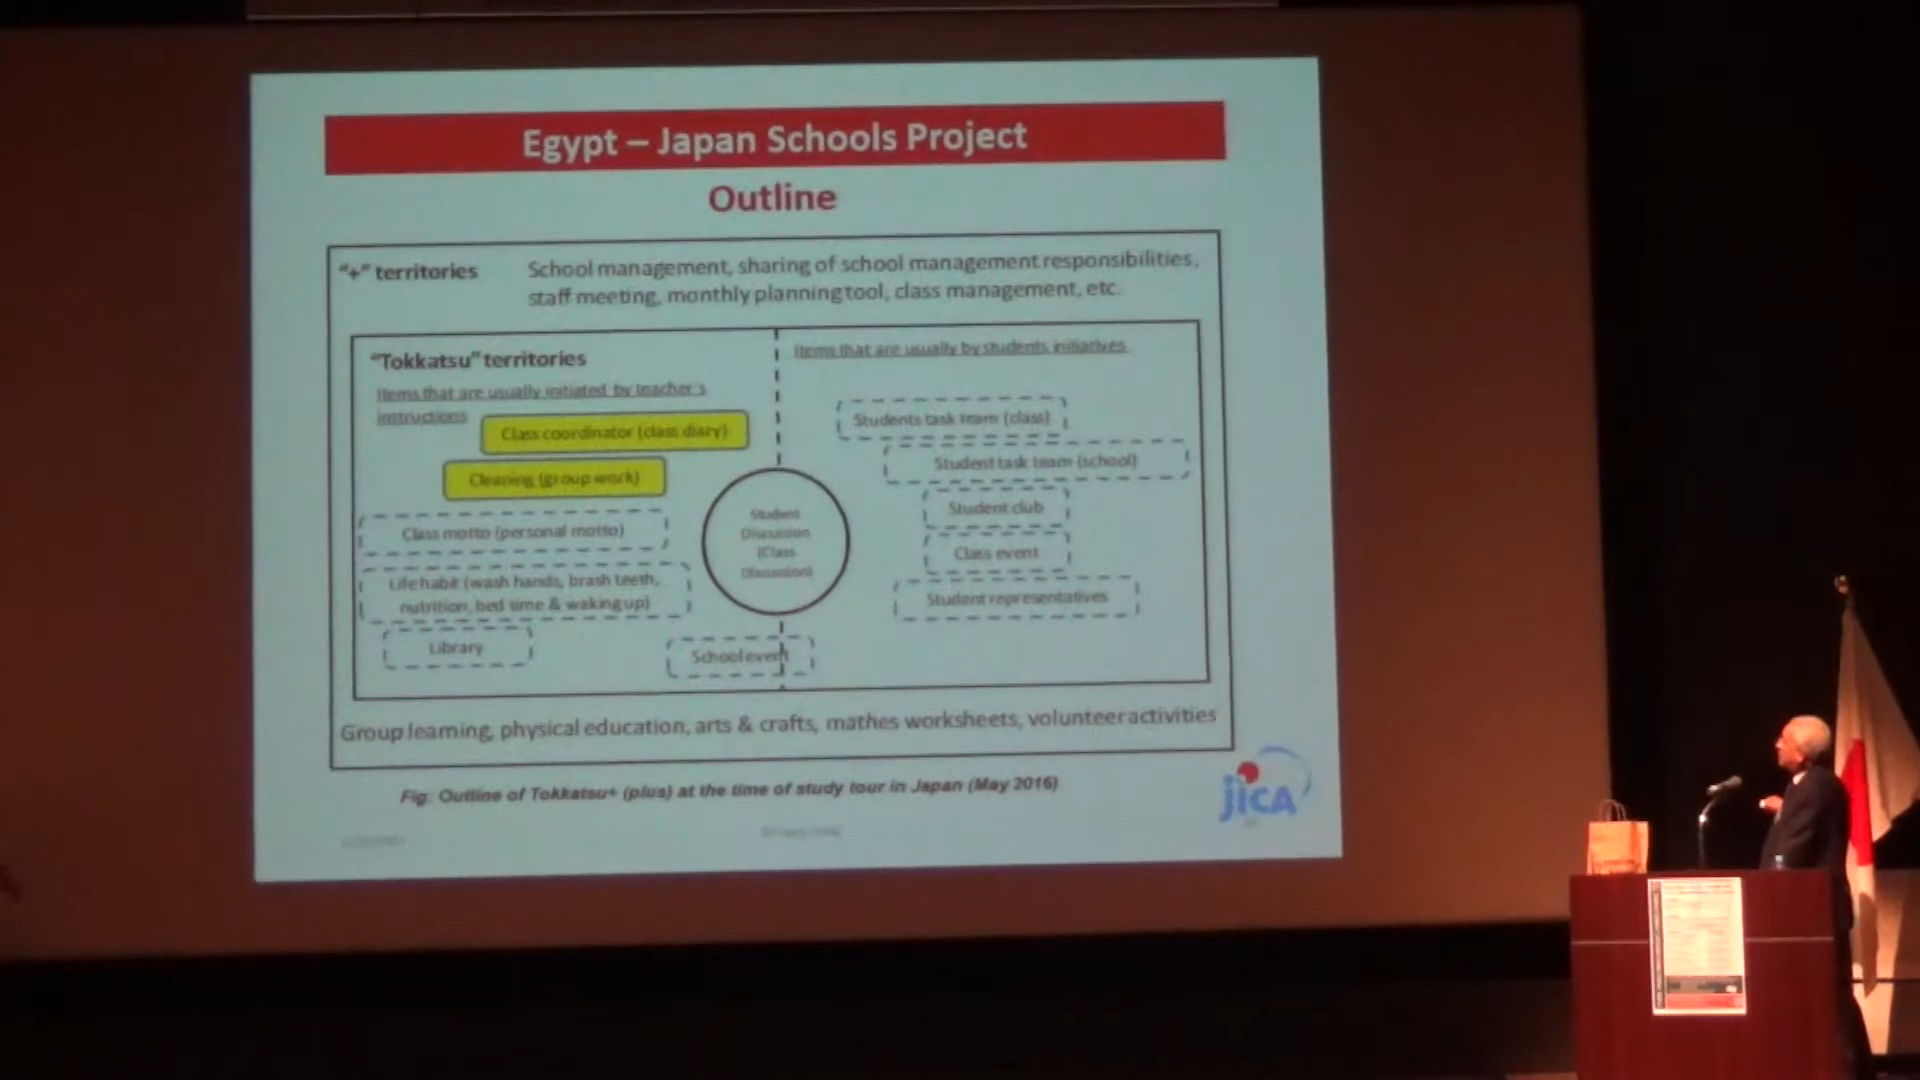 Egypt – Japan Schools Project
Outline
"+" territories
School management, sharing of school management responsibilities,
staff meeting, monthly planning tool, class management, etc.
"Tokkatsu" territories
Items that are usually initiated by teacher's
instructions
Class coordinator (class diary)
Cleaning (group work)
Class motto (personal motto)
Life habit (wash hands, brash teeth,
nutrition, bed time & waking up)
Library
Student
Discussion
(Class
Discussion)
School event
Items that are usually by students initiatives
Students task team (class)
Student task team (school)
Student club
Class event
Student representatives
Group learning, physical education, arts & crafts, mathes worksheets, volunteer activities
Fig: Outline of Tokkatsu+ (plus) at the time of study tour in Japan (May 2016)
jICA